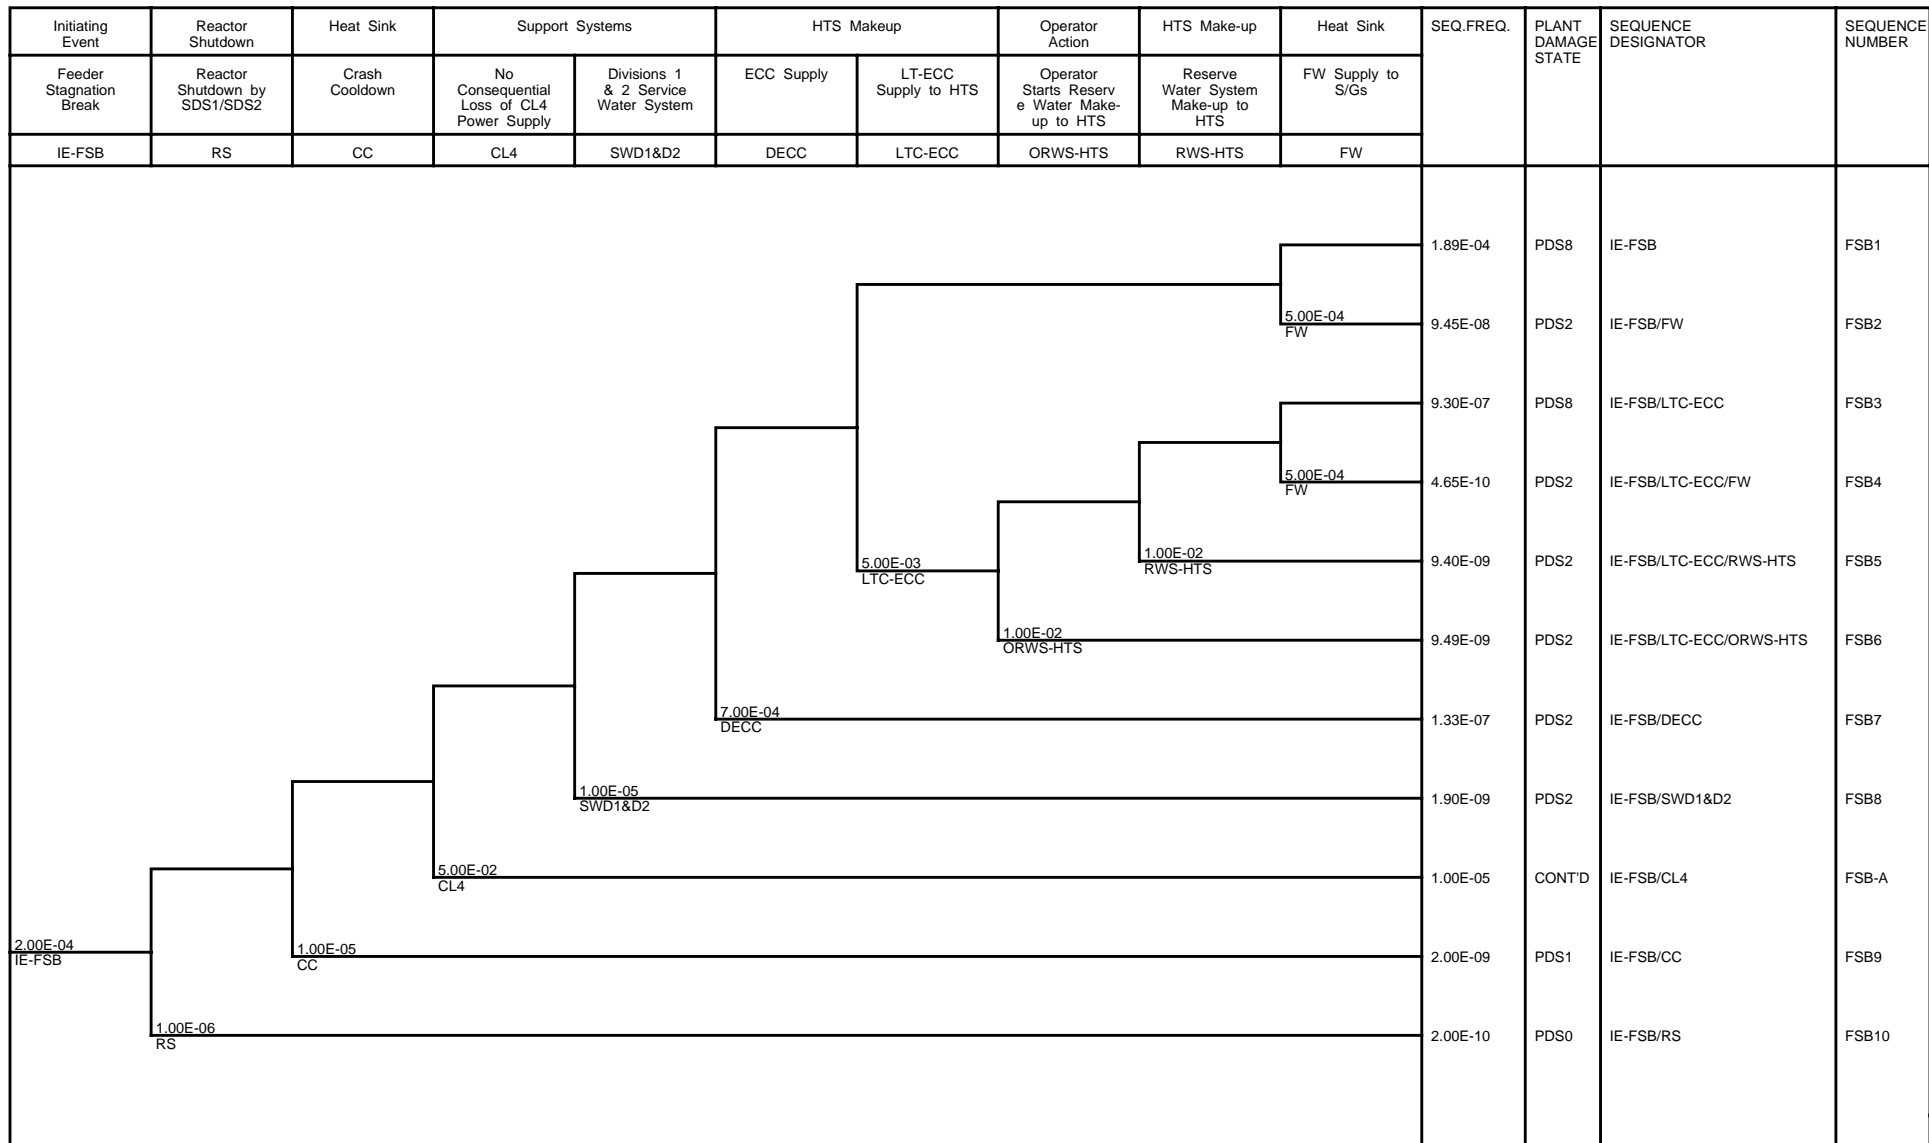 Initiating Event
Reactor Shutdown
Heat Sink
Support Systems
HTS Makeup
Operator Action
HTS Make-up
Heat Sink
SEQ.FREQ.
PLANT DAMAGE STATE
SEQUENCE DESIGNATOR
SEQUENCE NUMBER
Feeder Stagnation Break
Reactor Shutdown by SDS1/SDS2
Crash Cooldown
No Consequential Loss of CL4 Power Supply
Divisions 1 & 2 Service Water System
ECC Supply
LT-ECC Supply to HTS
Operator Starts Reserv e Water Make- up to HTS
Reserve Water System Make-up to HTS
FW Supply to S/Gs
IE-FSB RS CC CL4 SWD1&D2 DECC LTC-ECC ORWS-HTS RWS-HTS FW
1.89E-04 PDS8 IE-FSB FSB1
5.00E-04
FW
9.45E-08 PDS2 IE-FSB/FW FSB2
9.30E-07 PDS8 IE-FSB/LTC-ECC FSB3
5.00E-04
FW
4.65E-10 PDS2 IE-FSB/LTC-ECC/FW FSB4
5.00E-03
LTC-ECC
1.00E-02
RWS-HTS
9.40E-09 PDS2 IE-FSB/LTC-ECC/RWS-HTS FSB5
1.00E-02
ORWS-HTS
9.49E-09 PDS2 IE-FSB/LTC-ECC/ORWS-HTS FSB6
7.00E-04
DECC
1.33E-07 PDS2 IE-FSB/DECC FSB7
1.00E-05
SWD1&D2
1.90E-09 PDS2 IE-FSB/SWD1&D2 FSB8
5.00E-02
CL4
1.00E-05 CONT'D IE-FSB/CL4 FSB-A
2.00E-04
IE-FSB
1.00E-05
CC
2.00E-09 PDS1 IE-FSB/CC FSB9
1.00E-06
RS
2.00E-10 PDS0 IE-FSB/RS FSB10